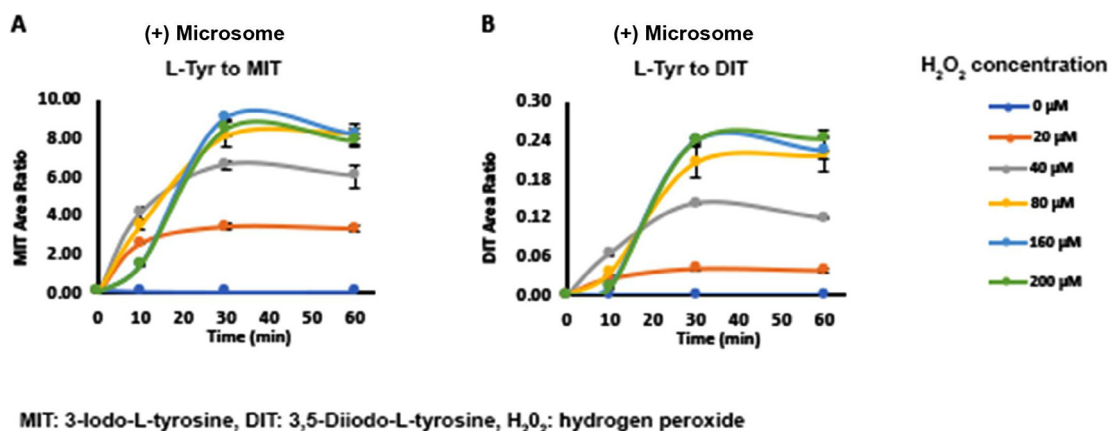 A
(+) Microsome
L-Tyr to MIT
MIT Area Ratio
10.00
8.00
6.00
4.00
2.00
0.00
0 10 20 30 40 50 60
Time (min)
B
(+) Microsome
L-Tyr to DIT
DIT Area Ratio
0.30
0.24
0.18
0.12
0.06
0.00
0 10 20 30 40 50 60
Time (min)
H₂O₂ concentration
0 µM
20 µM
40 µM
80 µM
160 µM
200 µM
MIT: 3-Iodo-L-tyrosine, DIT: 3,5-Diiodo-L-tyrosine, H₂0₂: hydrogen peroxide